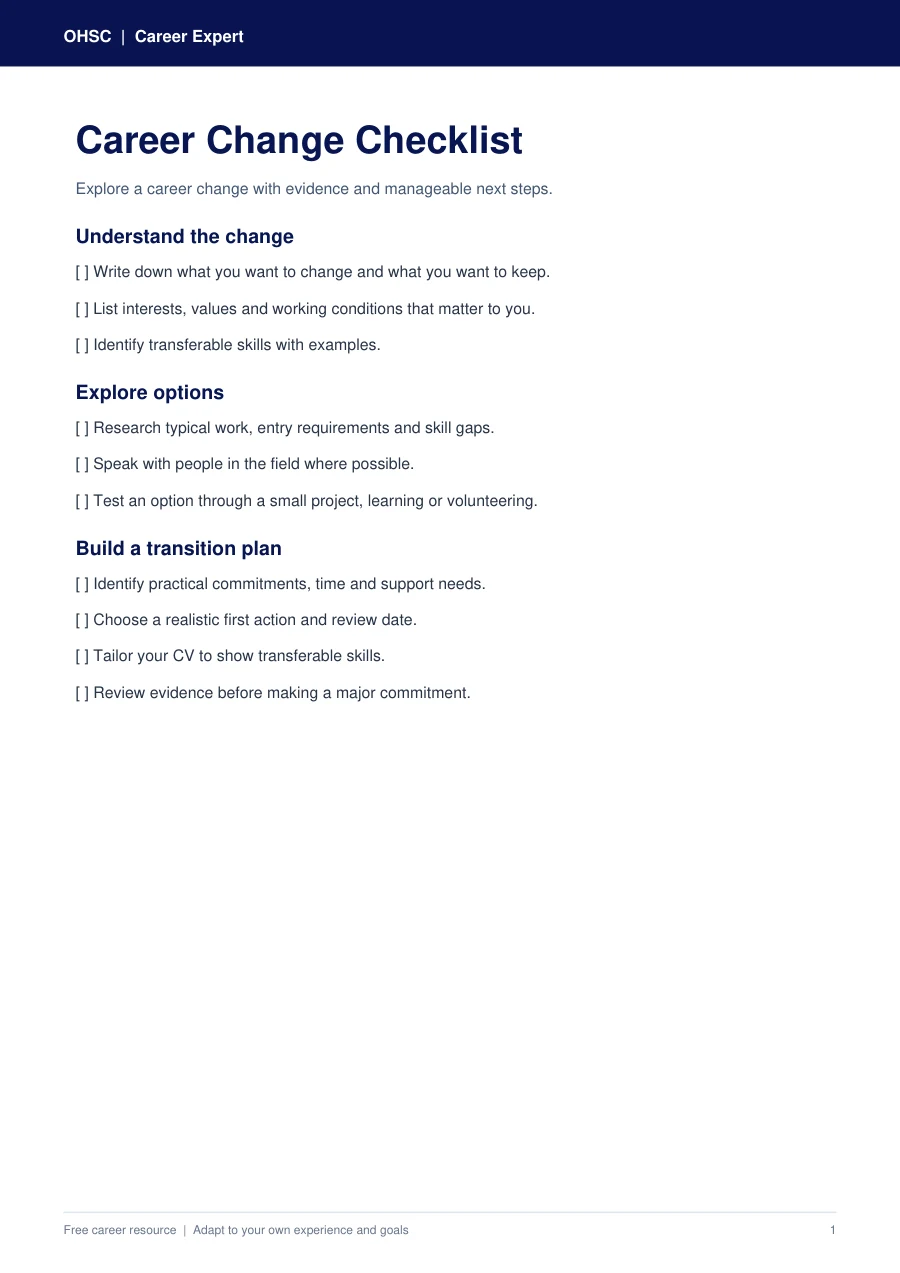 OHSC | Career Expert
Career Change Checklist
Explore a career change with evidence and manageable next steps.
Understand the change
[ ] Write down what you want to change and what you want to keep.
[ ] List interests, values and working conditions that matter to you.
[ ] Identify transferable skills with examples.
Explore options
[ ] Research typical work, entry requirements and skill gaps.
[ ] Speak with people in the field where possible.
[ ] Test an option through a small project, learning or volunteering.
Build a transition plan
[ ] Identify practical commitments, time and support needs.
[ ] Choose a realistic first action and review date.
[ ] Tailor your CV to show transferable skills.
[ ] Review evidence before making a major commitment.
Free career resource | Adapt to your own experience and goals 1